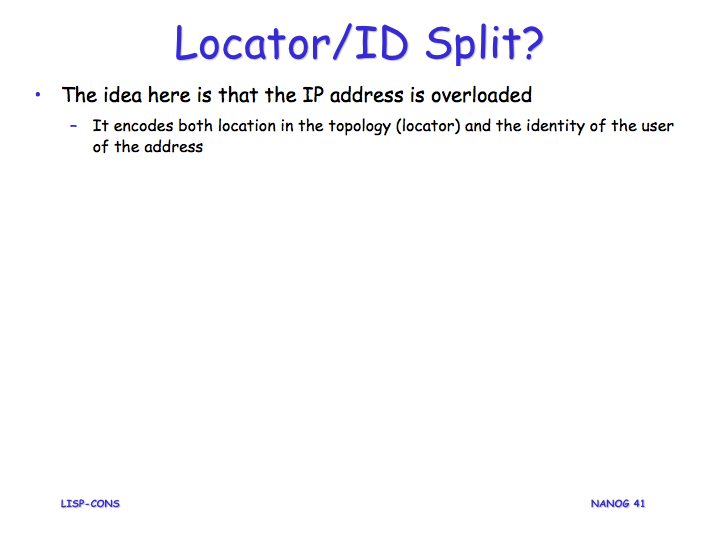 Locator/ID Split?
• The idea here is that the IP address is overloaded
– It encodes both location in the topology (locator) and the identity of the user
of the address
LISP-CONS
NANOG 41